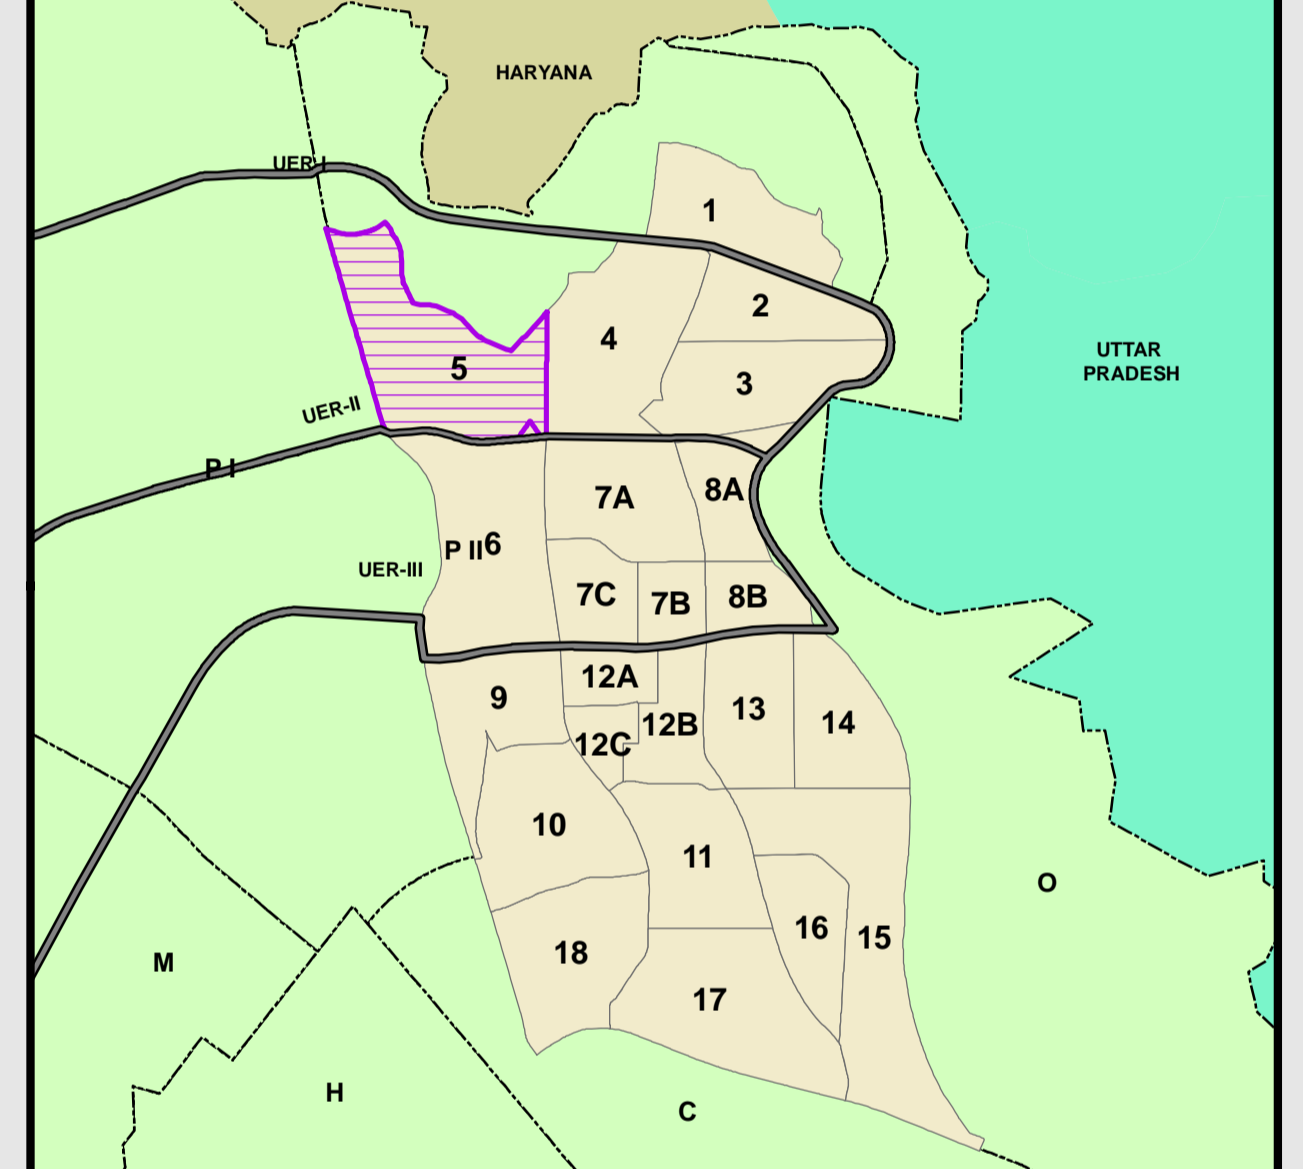 HARYANA
UER-I
1
2
4
UTTAR
PRADESH
5
3
UER-II
P I
8A
7A
P II6
UER-III
7C
7B
8B
12A
9
13
12B
14
12C
10
11
O
16
15
18
M
17
H
C